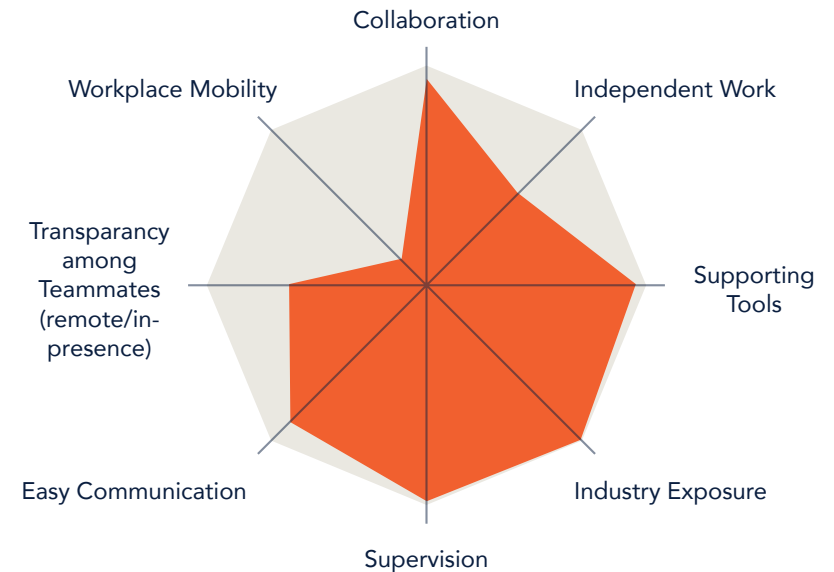 Collaboration
Workplace Mobility
Independent Work
Transparancy
among
Teammates
(remote/in-
presence)
Supporting
Tools
Easy Communication
Industry Exposure
Supervision